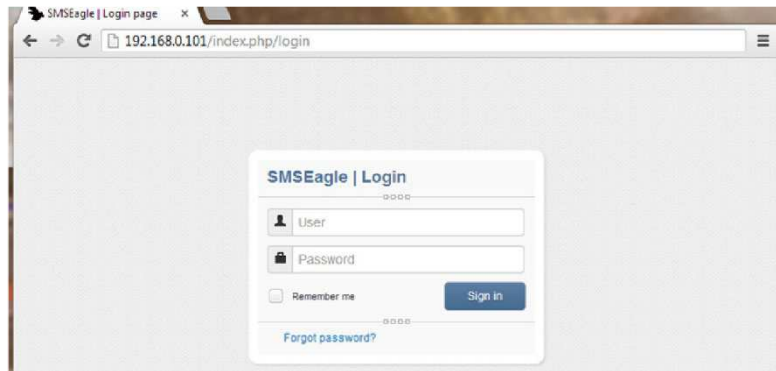 SMSEagle | Login page
192.168.0.101/index.php/login
SMSEagle | Login
User
Password
Remember me
Sign in
Forgot password?